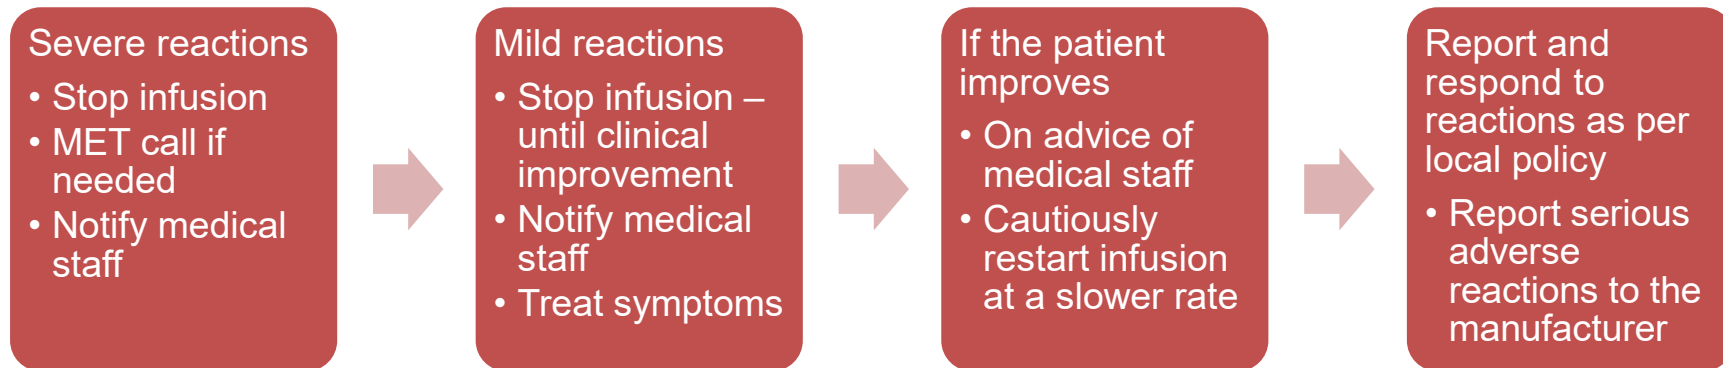 Severe reactions
• Stop infusion
• MET call if
needed
• Notify medical
staff
Mild reactions
• Stop infusion –
until clinical
improvement
• Notify medical
staff
• Treat symptoms
If the patient
improves
• On advice of
medical staff
• Cautiously
restart infusion
at a slower rate
Report and
respond to
reactions as per
local policy
• Report serious
adverse
reactions to the
manufacturer